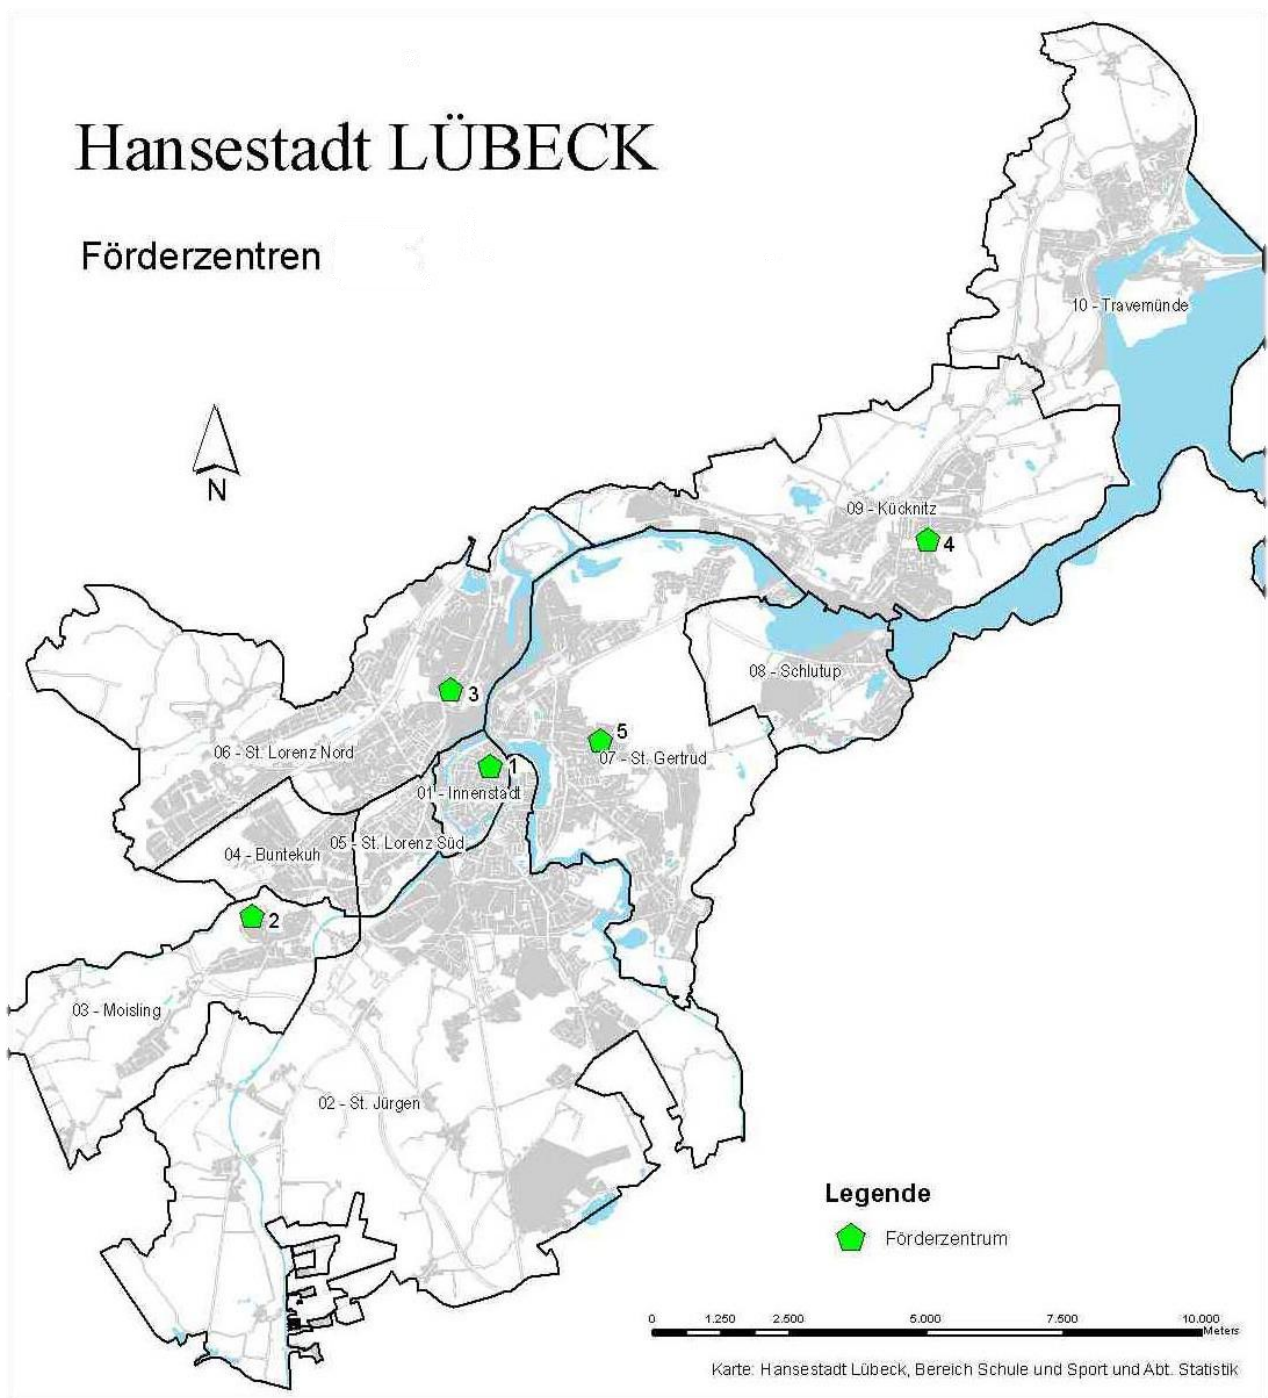 Hansestadt LÜBECK
Förderzentren
10 - Travemünde
N
09 - Kücknitz
4
08 - Schlutup
3
5
06 - St. Lorenz Nord
07 - St. Gertrud
1
01 - Innenstadt
05 - St. Lorenz Süd
04 - Buntekuh
2
03 - Moisling
02 - St. Jürgen
Legende
Förderzentrum
0 1.250 2.500 5.000 7.500 10.000
Meters
Karte: Hansestadt Lübeck, Bereich Schule und Sport und Abt. Statistik